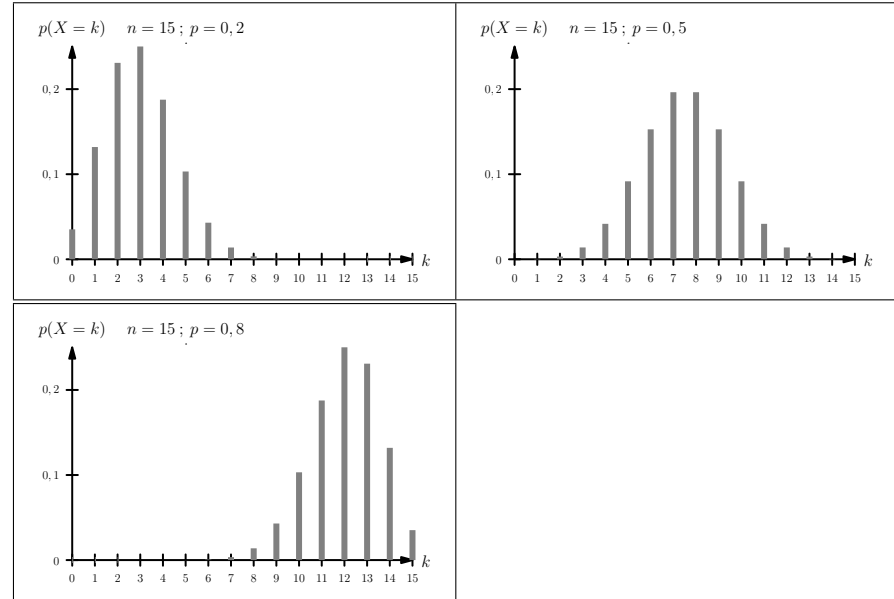 p(X = k) n = 15 ; p = 0, 2
0, 2
0, 1
0
0 1 2 3 4 5 6 7 8 9 10 11 12 13 14 15
k
p(X = k) n = 15 ; p = 0, 5
0, 2
0, 1
0
0 1 2 3 4 5 6 7 8 9 10 11 12 13 14 15
k
p(X = k) n = 15 ; p = 0, 8
0, 2
0, 1
0
0 1 2 3 4 5 6 7 8 9 10 11 12 13 14 15
k